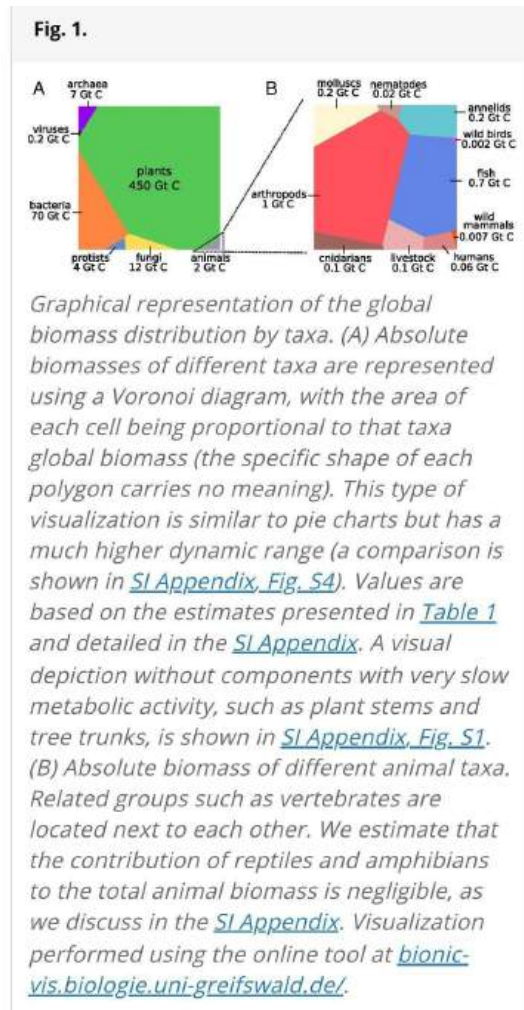 Fig. 1.
A
archaea
7 Gt C
viruses
0.2 Gt C
plants
450 Gt C
bacteria
70 Gt C
protists
4 Gt C
fungi
12 Gt C
animals
2 Gt C
B
molluscs
0.2 Gt C
nematodes
0.02 Gt C
annelids
0.2 Gt C
wild birds
0.002 Gt C
fish
0.7 Gt C
arthropods
1 Gt C
wild
mammals
0.007 Gt C
cnidarians
0.1 Gt C
livestock
0.1 Gt C
humans
0.06 Gt C
Graphical representation of the global
biomass distribution by taxa. (A) Absolute
biomasses of different taxa are represented
using a Voronoi diagram, with the area of
each cell being proportional to that taxa
global biomass (the specific shape of each
polygon carries no meaning). This type of
visualization is similar to pie charts but has a
much higher dynamic range (a comparison is
shown in SI Appendix, Fig. S4). Values are
based on the estimates presented in Table 1
and detailed in the SI Appendix. A visual
depiction without components with very slow
metabolic activity, such as plant stems and
tree trunks, is shown in SI Appendix, Fig. S1.
(B) Absolute biomass of different animal taxa.
Related groups such as vertebrates are
located next to each other. We estimate that
the contribution of reptiles and amphibians
to the total animal biomass is negligible, as
we discuss in the SI Appendix. Visualization
performed using the online tool at bionic-
vis.biologie.uni-greifswald.de/.